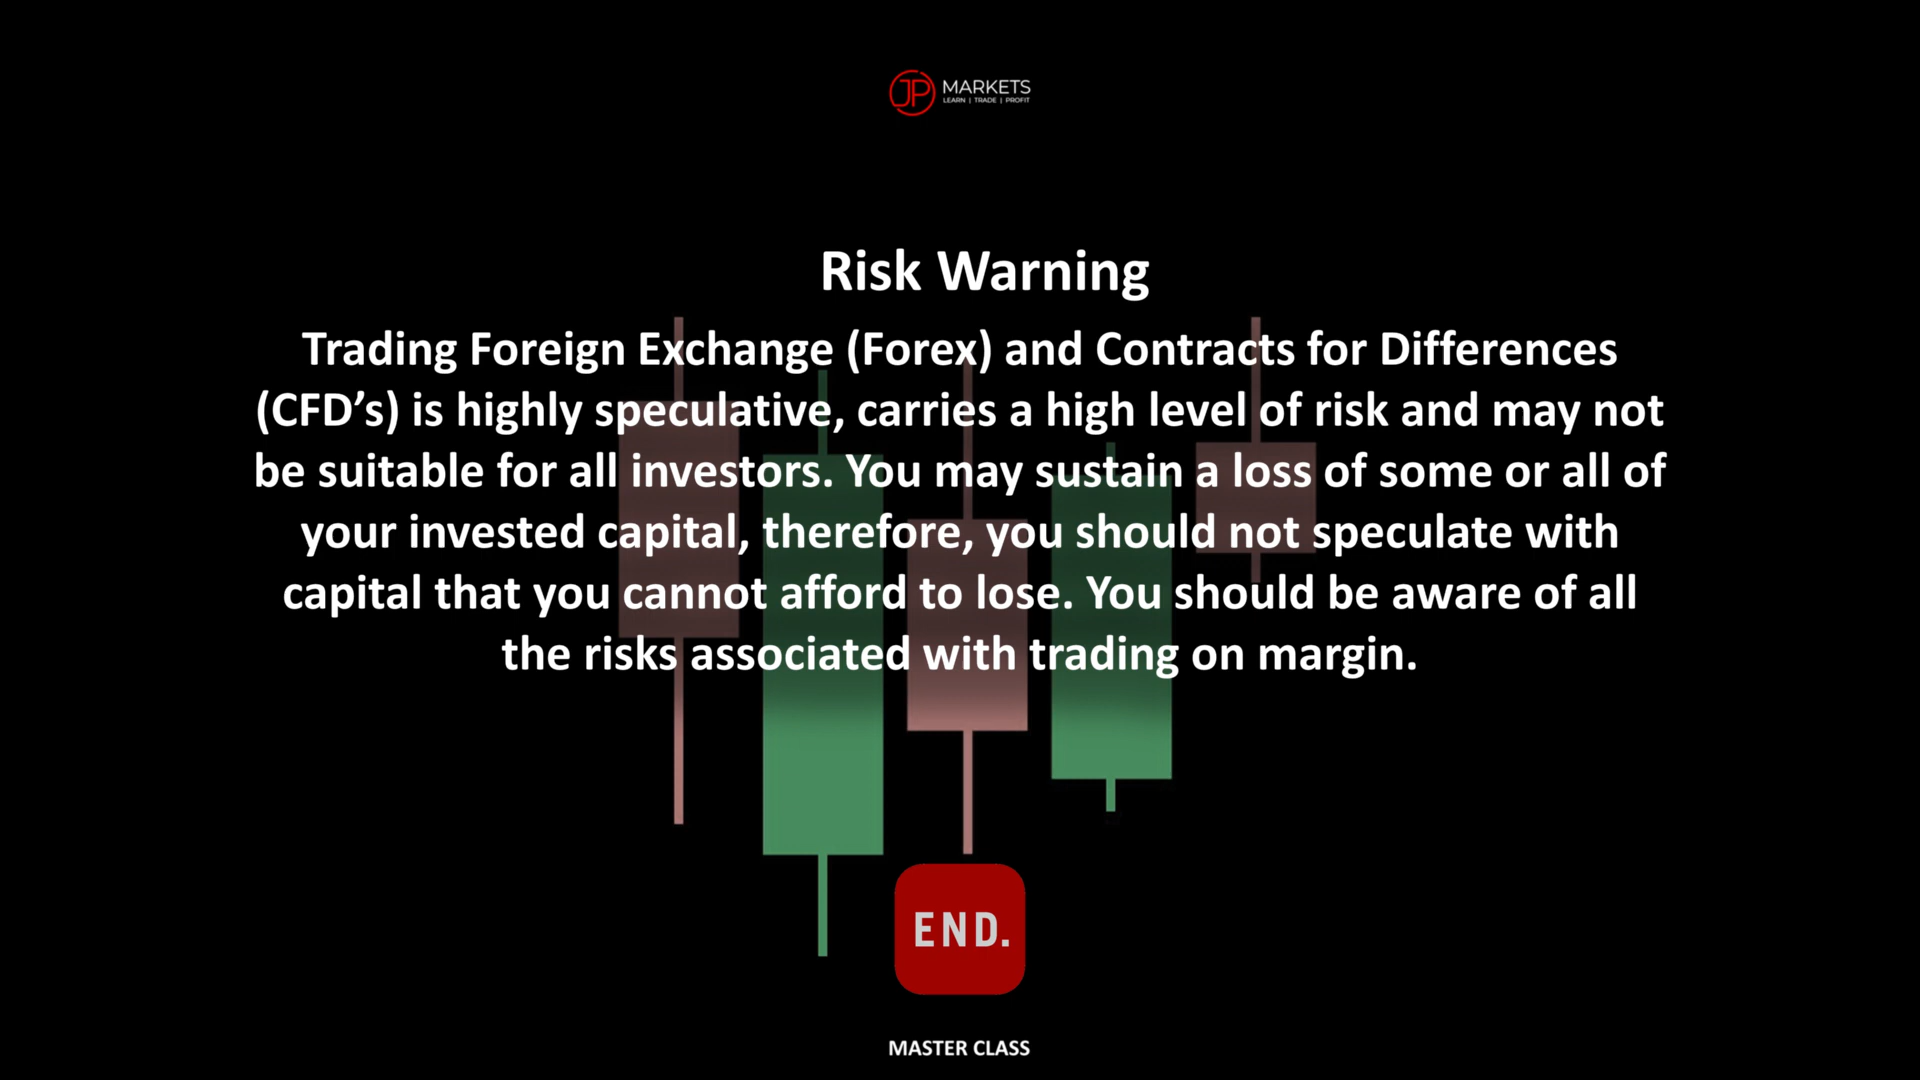 JP MARKETS
LEARN | TRADE | PROFIT
Risk Warning
Trading Foreign Exchange (Forex) and Contracts for Differences
(CFD’s) is highly speculative, carries a high level of risk and may not
be suitable for all investors. You may sustain a loss of some or all of
your invested capital, therefore, you should not speculate with
capital that you cannot afford to lose. You should be aware of all
the risks associated with trading on margin.
END.
MASTER CLASS